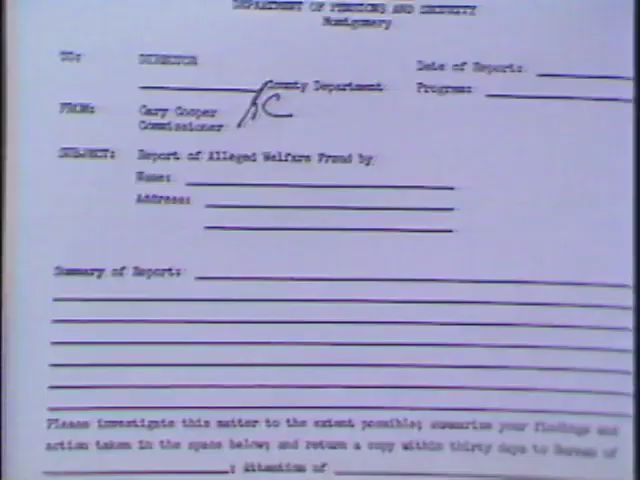 DEPARTMENT OF PENSIONS AND SECURITY
Montgomery
TO: DIRECTOR
Date of Report:
County Department
Program:
FROM: Gary Cooper
Commissioner
SUBJECT: Report of Alleged Welfare Fraud by
Name:
Address:
Summary of Report:
Please investigate this matter to the extent possible; summarize your findings and
action taken in the space below; and return a copy within thirty days to Bureau of
; Attention of